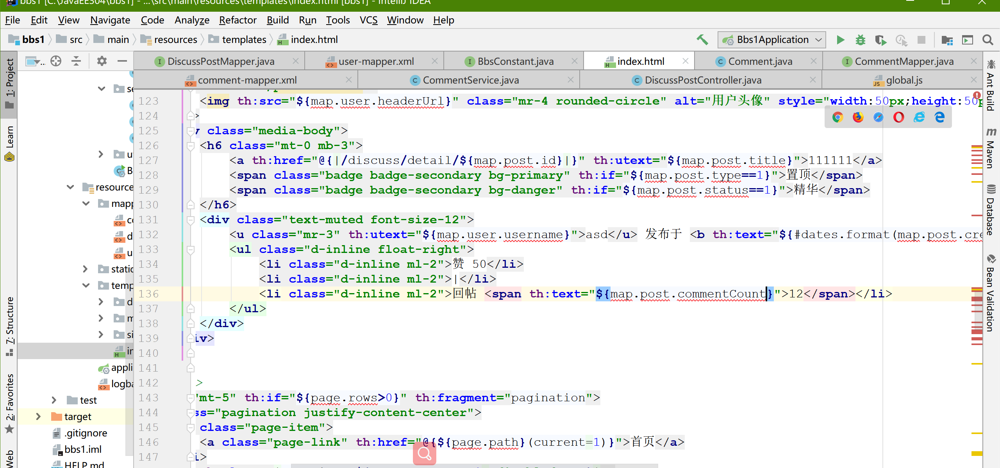 bbs1 [C:\JavaEE304\bbs1] - ...\src\main\resources\templates\index.html [bbs1] - IntelliJ IDEA
File Edit View Navigate Code Analyze Refactor Build Run Tools VCS Window Help
bbs1 src main resources templates index.html Bbs1Application
DiscussPostMapper.java user-mapper.xml BbsConstant.java index.html Comment.java CommentMapper.java
comment-mapper.xml CommentService.java DiscussPostController.java global.js
1: Project
Learn
7: Structure
2: Favorites
Web
se
u
B
resource
mapp
co
d
u
static
temp
d
m
si
in
appli
logba
test
target
.gitignore
bbs1.iml
HELP.md
123 <img th:src="${map.user.headerUrl}" class="mr-4 rounded-circle" alt="用户头像" style="width:50px;height:50p
124 >
125 v class="media-body">
126 <h6 class="mt-0 mb-3">
127 <a th:href="@{|/discuss/detail/${map.post.id}|}" th:utext="${map.post.title}">111111</a>
128 <span class="badge badge-secondary bg-primary" th:if="${map.post.type==1}">置顶</span>
129 <span class="badge badge-secondary bg-danger" th:if="${map.post.status==1}">精华</span>
130 </h6>
131 <div class="text-muted font-size-12">
132 <u class="mr-3" th:utext="${map.user.username}">asd</u> 发布于 <b th:text="${#dates.format(map.post.cre
133 <ul class="d-inline float-right">
134 <li class="d-inline ml-2">赞 50</li>
135 <li class="d-inline ml-2">|</li>
136 <li class="d-inline ml-2">回帖 <span th:text="${map.post.commentCount}">12</span></li>
137 </ul>
138 </div>
139 iv>
140
141
142 >
143 "mt-5" th:if="${page.rows>0}" th:fragment="pagination">
144 ss="pagination justify-content-center">
145 class="page-item">
146 <a class="page-link" th:href="@{${page.path}(current=1)}">首页</a>
147 i>
Ant Build
Maven
Database
Bean Validation